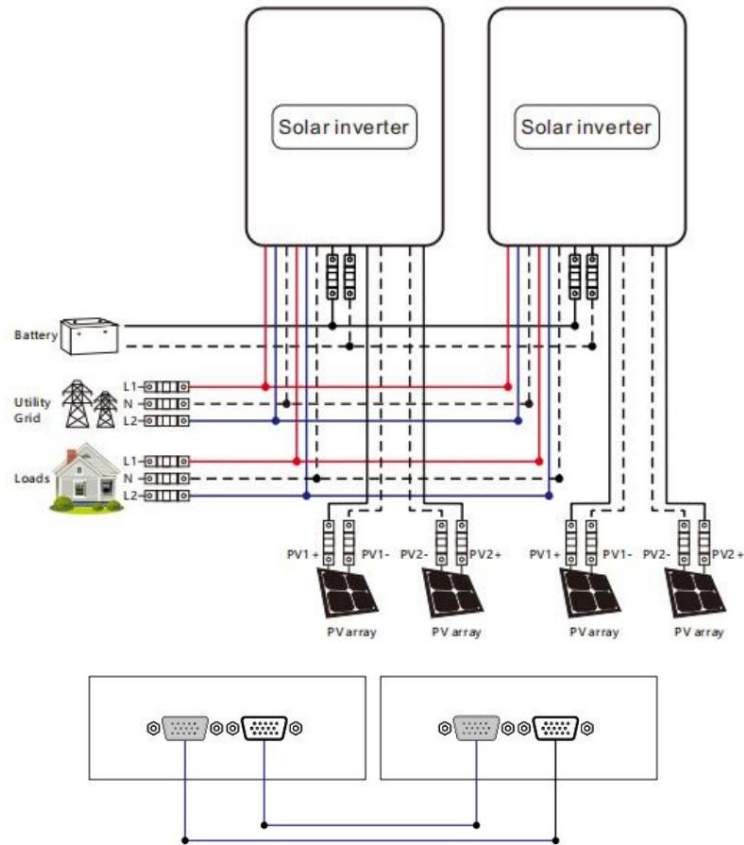 Solar inverter Solar inverter
Battery
L1
Utility N
Grid L2
L1
Loads N
L2
PV1+ PV1- PV2- PV2+ PV1+ PV1- PV2- PV2+
PV array PV array PV array PV array